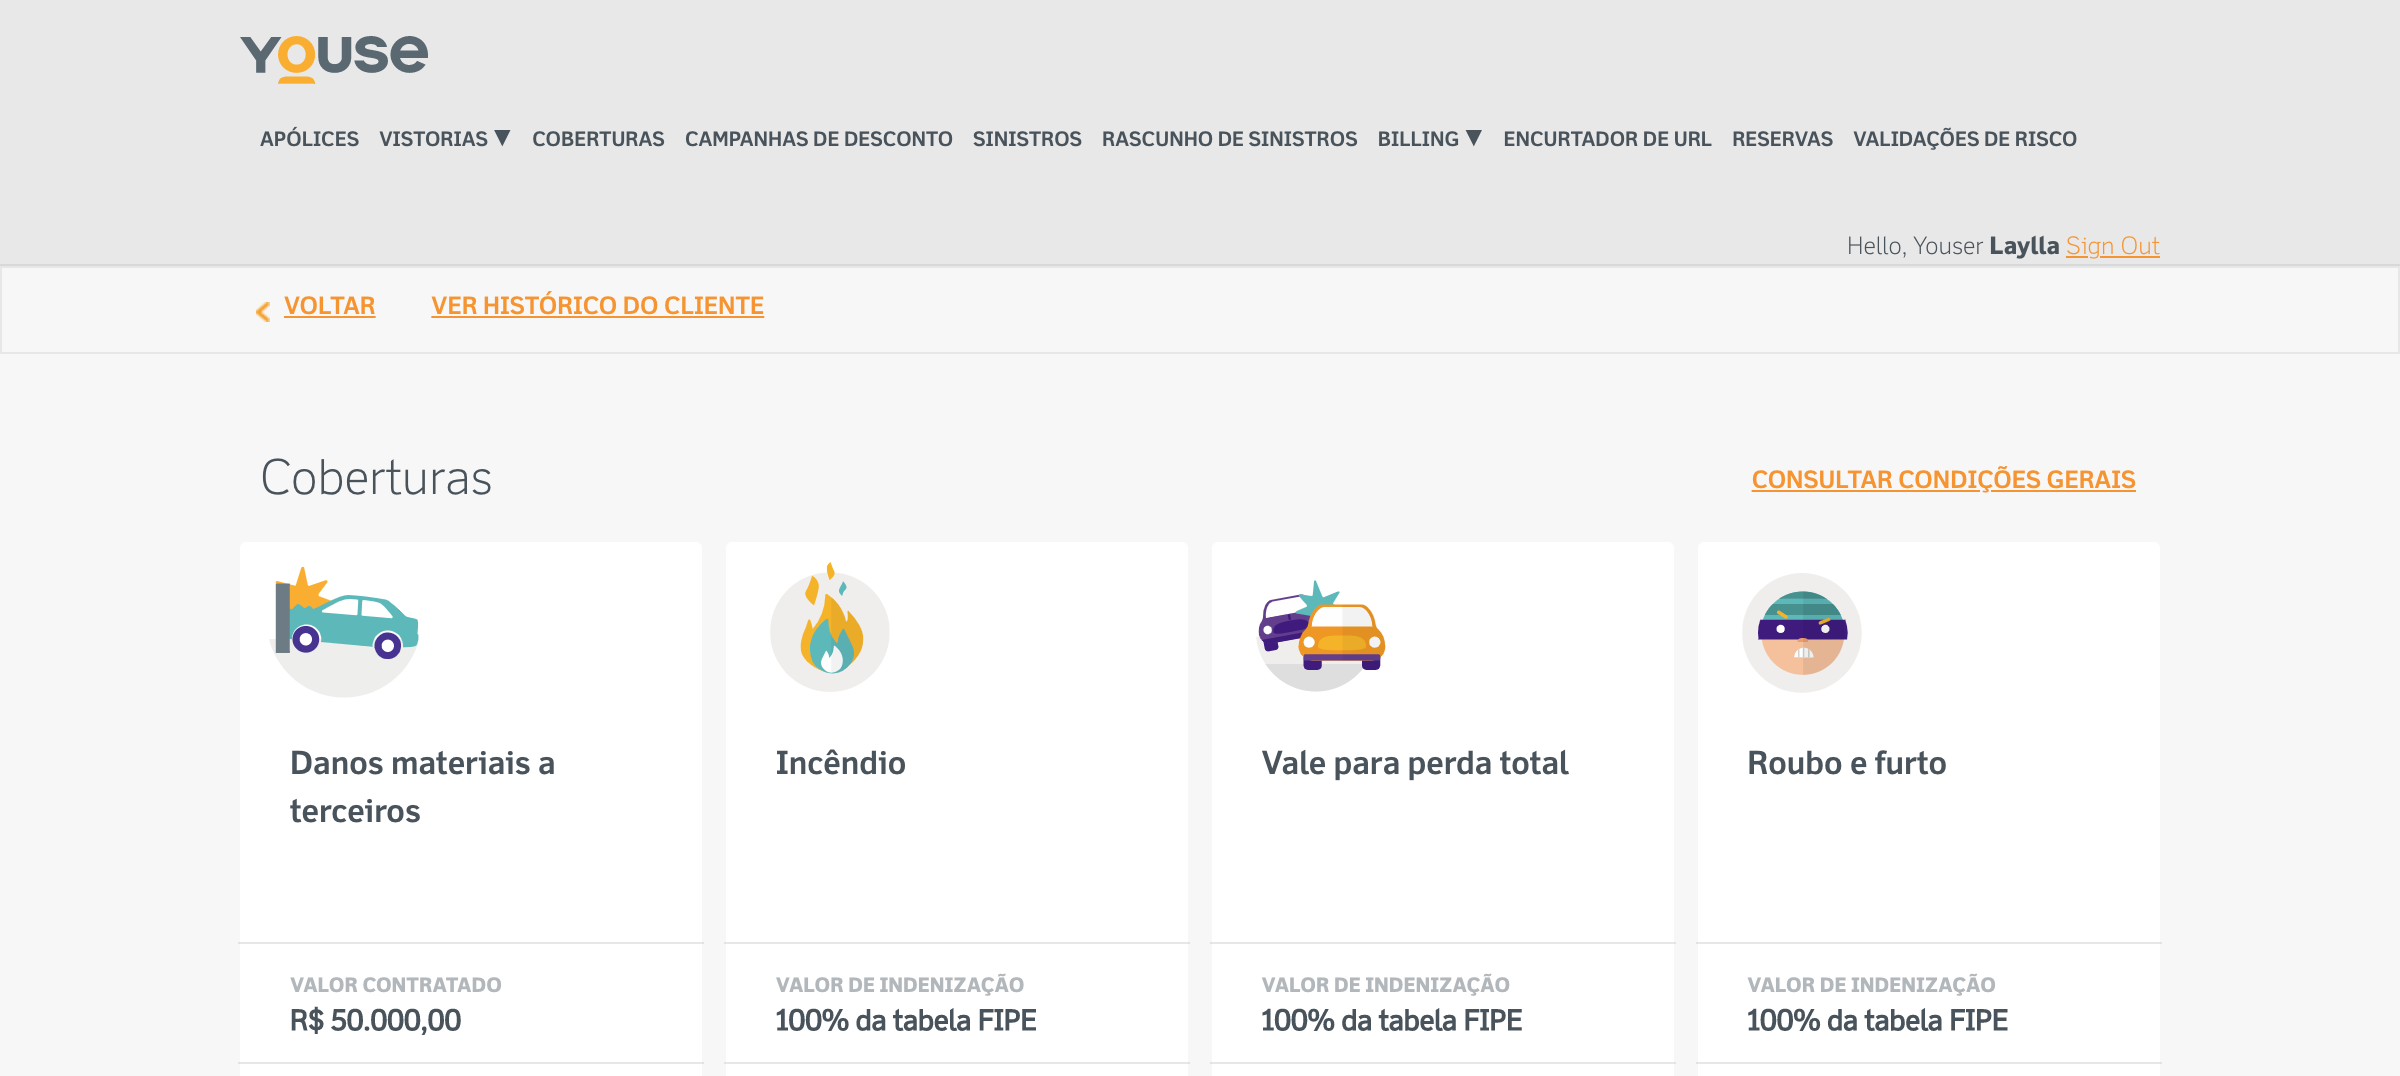 Youse
APÓLICES VISTORIAS ▼ COBERTURAS CAMPANHAS DE DESCONTO SINISTROS RASCUNHO DE SINISTROS BILLING ▼ ENCURTADOR DE URL RESERVAS VALIDAÇÕES DE RISCO
Hello, Youser Laylla Sign Out
VOLTAR VER HISTÓRICO DO CLIENTE
Coberturas
CONSULTAR CONDIÇÕES GERAIS
Danos materiais a
terceiros
VALOR CONTRATADO
R$ 50.000,00
Incêndio
VALOR DE INDENIZAÇÃO
100% da tabela FIPE
Vale para perda total
VALOR DE INDENIZAÇÃO
100% da tabela FIPE
Roubo e furto
VALOR DE INDENIZAÇÃO
100% da tabela FIPE